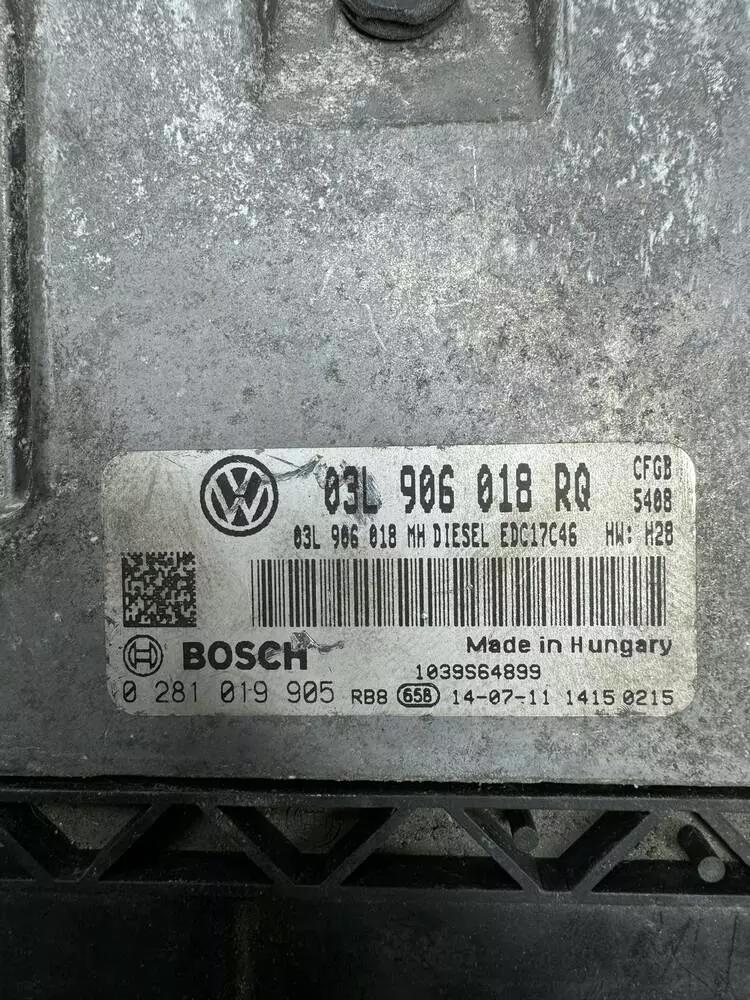 03L 906 018 RQ CFGB
5408
03L 906 018 MH DIESEL EDC17C46 HW: H28
BOSCH Made in Hungary
1039S64899
0 281 019 905 RB8 658 14-07-11 1415 0215